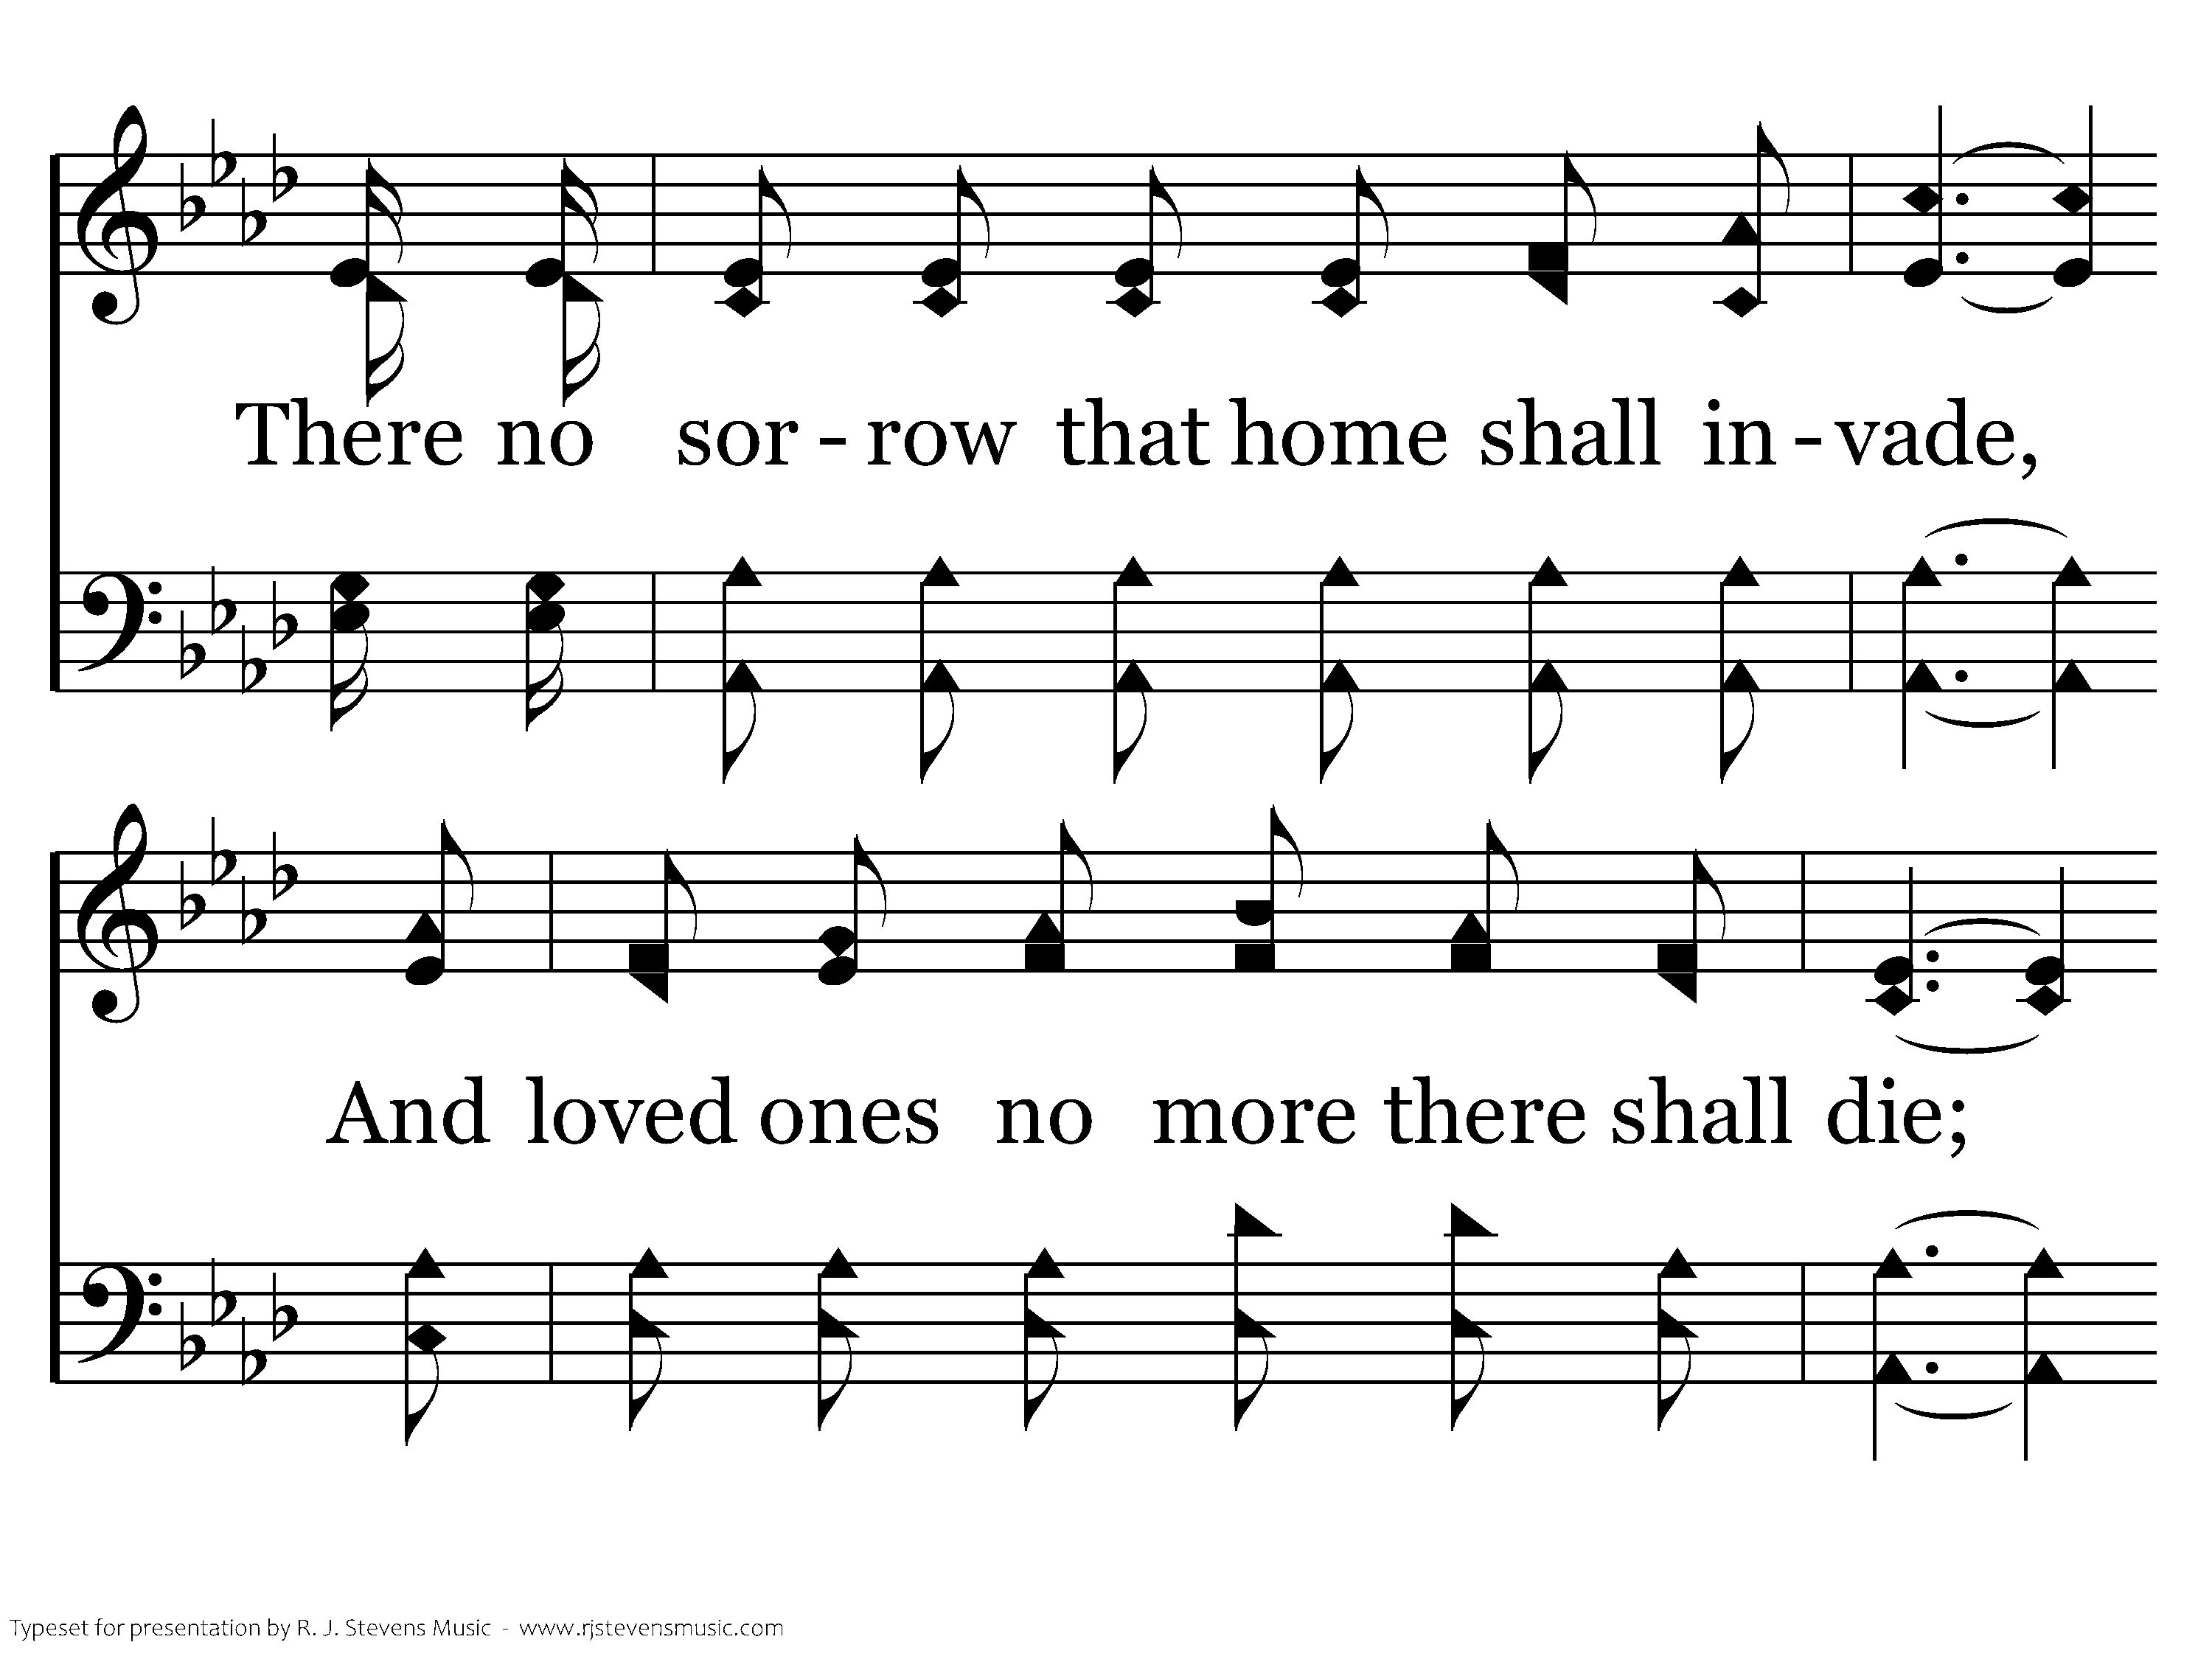 There no sor - row that home shall in - vade,
And loved ones no more there shall die;
Typeset for presentation by R. J. Stevens Music - www.rjstevensmusic.com